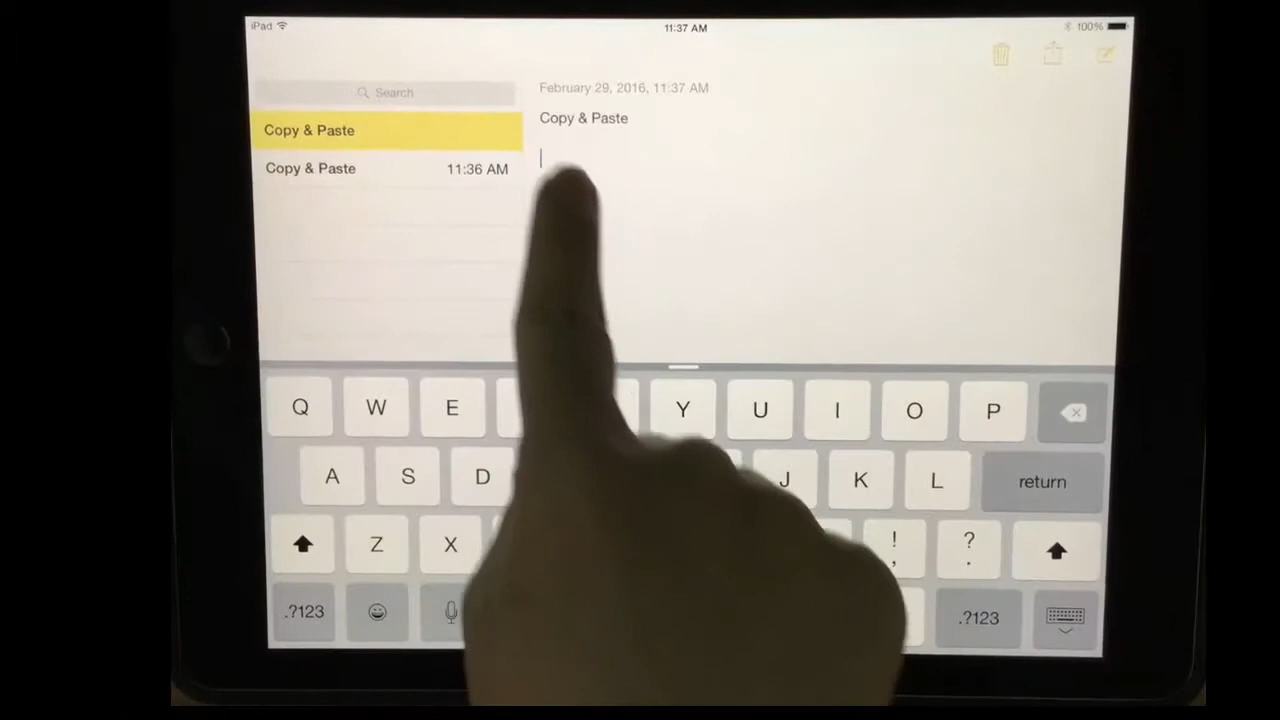 iPad
11:37 AM
100%
Search
February 29, 2016, 11:37 AM
Copy & Paste
Copy & Paste
Copy & Paste 11:36 AM
Q W E Y U I O P
A S D J K L return
Z X ! , ? .
.?123 .?123